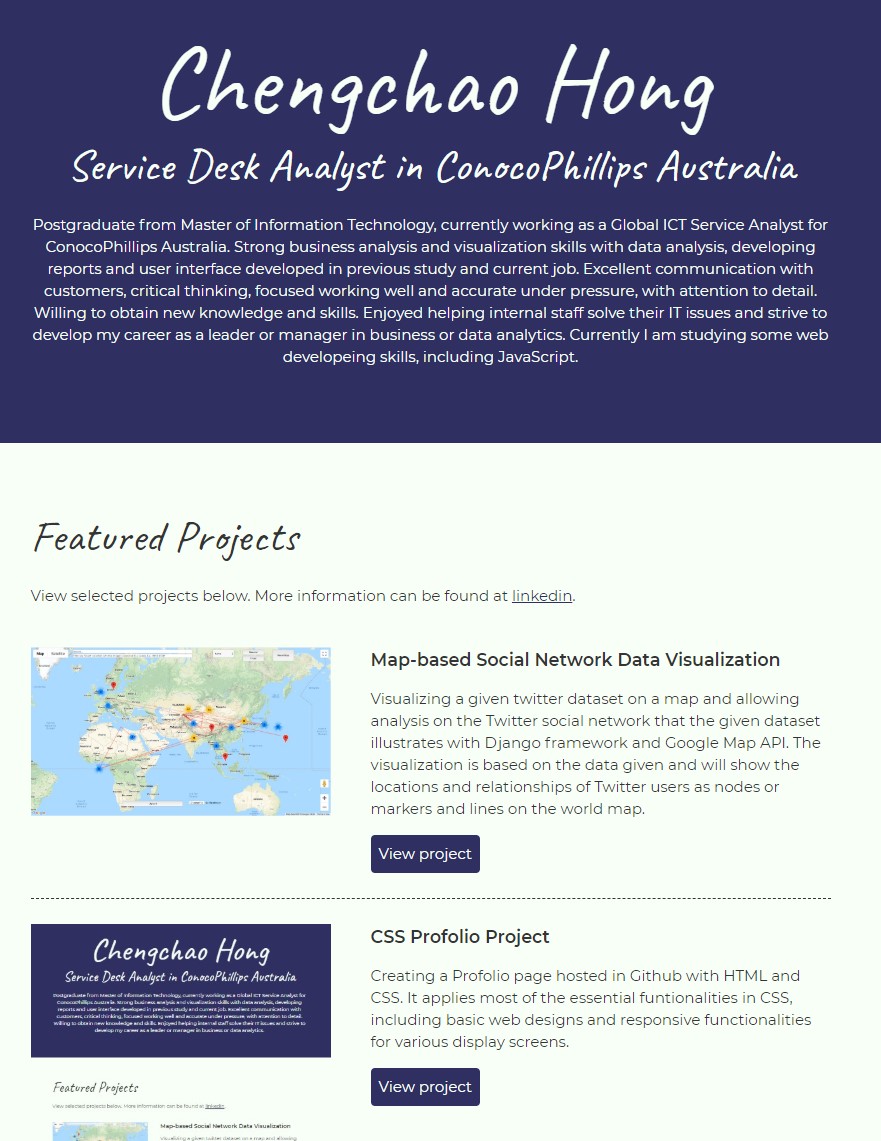 Chengchao Hong
Service Desk Analyst in ConocoPhillips Australia
Postgraduate from Master of Information Technology, currently working as a Global ICT Service Analyst for
ConocoPhillips Australia. Strong business analysis and visualization skills with data analysis, developing
reports and user interface developed in previous study and current job. Excellent communication with
customers, critical thinking, focused working well and accurate under pressure, with attention to detail.
Willing to obtain new knowledge and skills. Enjoyed helping internal staff solve their IT issues and strive to
develop my career as a leader or manager in business or data analytics. Currently I am studying some web
developeing skills, including JavaScript.
Featured Projects
View selected projects below. More information can be found at linkedin.
Map
Map-based Social Network Data Visualization
Visualizing a given twitter dataset on a map and allowing
analysis on the Twitter social network that the given dataset
illustrates with Django framework and Google Map API. The
visualization is based on the data given and will show the
locations and relationships of Twitter users as nodes or
markers and lines on the world map.
View project
Chengchao Hong
Service Desk Analyst in ConocoPhillips Australia
Postgraduate from Master of Information Technology, currently working as a Global ICT Service Analyst for
ConocoPhillips Australia. Strong business analysis and visualization skills with data analysis, developing
reports and user interface developed in previous study and current job. Excellent communication with
customers, critical thinking, focused working well and accurate under pressure, with attention to detail.
Willing to obtain new knowledge and skills. Enjoyed helping internal staff solve their IT issues and strive to
develop my career as a leader or manager in business or data analytics.
Featured Projects
View selected projects below. More information can be found at linkedin.
Map-based Social Network Data Visualization
Visualizing a given twitter dataset on a map and allowing
CSS Profolio Project
Creating a Profolio page hosted in Github with HTML and
CSS. It applies most of the essential funtionalities in CSS,
including basic web designs and responsive functionalities
for various display screens.
View project